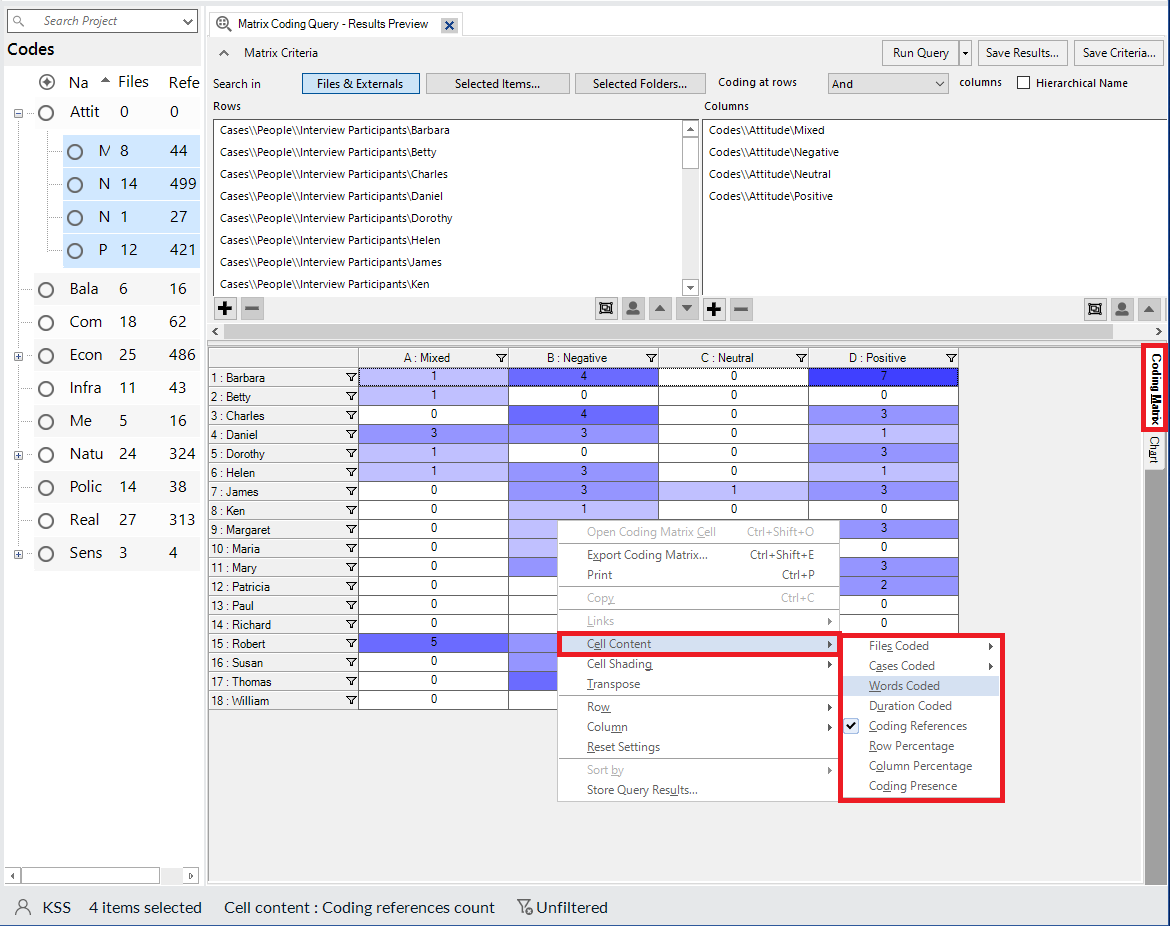 Search Project
Codes
Na Files Refe
Attit 0 0
M 8 44
N 14 499
N 1 27
P 12 421
Bala 6 16
Com 18 62
Econ 25 486
Infra 11 43
Me 5 16
Natu 24 324
Polic 14 38
Real 27 313
Sens 3 4
Matrix Coding Query - Results Preview
Matrix Criteria
Run Query Save Results... Save Criteria...
Search in Files & Externals Selected Items... Selected Folders... Coding at rows And columns Hierarchical Name
Rows
Cases\\People\\Interview Participants\Barbara
Cases\\People\\Interview Participants\Betty
Cases\\People\\Interview Participants\Charles
Cases\\People\\Interview Participants\Daniel
Cases\\People\\Interview Participants\Dorothy
Cases\\People\\Interview Participants\Helen
Cases\\People\\Interview Participants\James
Cases\\People\\Interview Participants\Ken
Columns
Codes\\Attitude\Mixed
Codes\\Attitude\Negative
Codes\\Attitude\Neutral
Codes\\Attitude\Positive
A : Mixed B : Negative C : Neutral D : Positive
1 : Barbara 1 4 0 7
2 : Betty 1 0 0 0
3 : Charles 0 4 0 3
4 : Daniel 3 3 0 1
5 : Dorothy 1 0 0 3
6 : Helen 1 3 0 1
7 : James 0 3 1 3
8 : Ken 0 1 0 0
9 : Margaret 0 3
10 : Maria 0 0
11 : Mary 0 3
12 : Patricia 0 2
13 : Paul 0 0
14 : Richard 0 0
15 : Robert 5
16 : Susan 0
17 : Thomas 0
18 : William 0
Open Coding Matrix Cell Ctrl+Shift+O
Export Coding Matrix... Ctrl+Shift+E
Print Ctrl+P
Copy Ctrl+C
Links
Cell Content
Cell Shading
Transpose
Row
Column
Reset Settings
Sort by
Store Query Results...
Files Coded
Cases Coded
Words Coded
Duration Coded
Coding References
Row Percentage
Column Percentage
Coding Presence
Coding Matrix
Chart
KSS 4 items selected Cell content : Coding references count Unfiltered